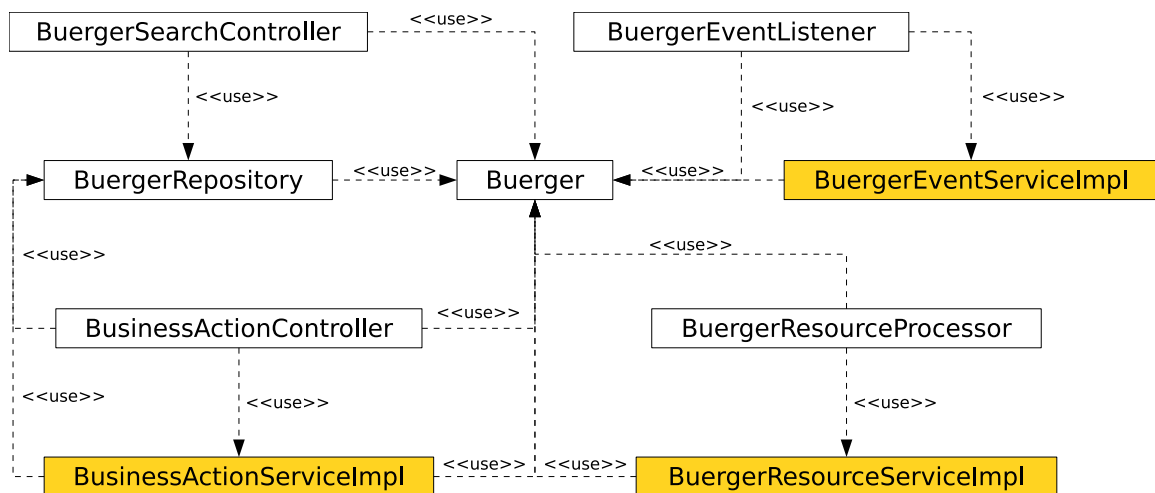 <<use>>
BuergerSearchController
BuergerEventListener
<<use>>
<<use>>
<<use>>
<<use>>
<<use>>
BuergerRepository
Buerger
BuergerEventServiceImpl
<<use>>
<<use>>
<<use>>
BusinessActionController
BuergerResourceProcessor
<<use>>
<<use>>
<<use>>
<<use>>
<<use>>
BusinessActionServiceImpl
BuergerResourceServiceImpl